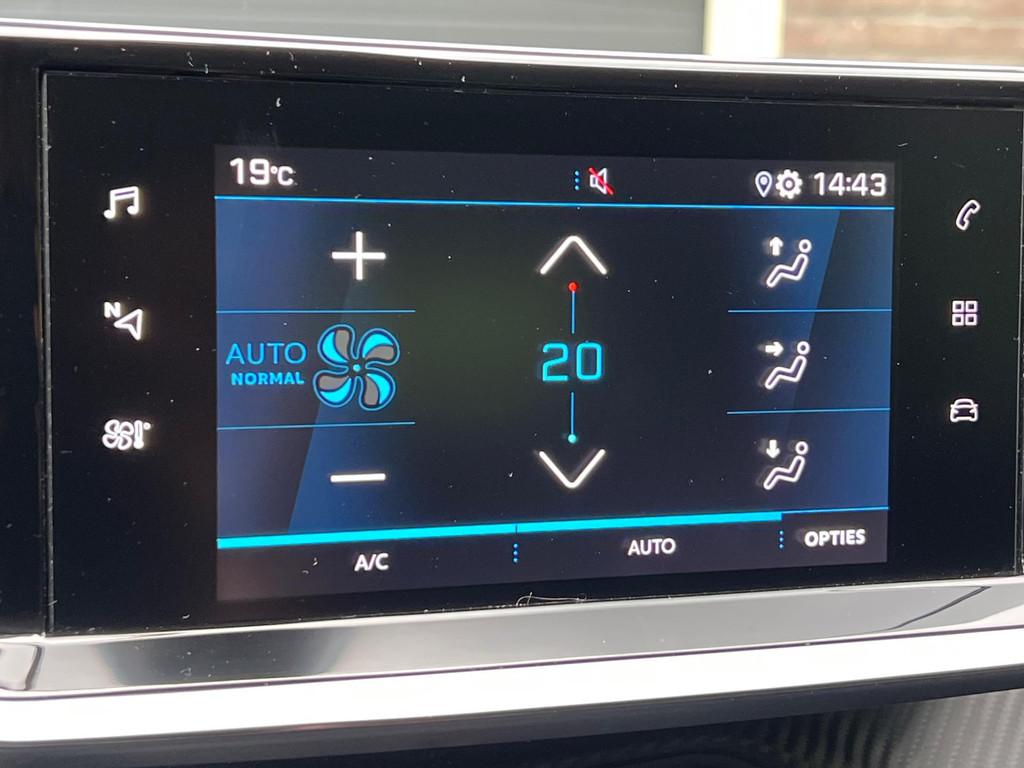 19°C
14:43
N
AUTO
NORMAL
20
A/C
AUTO
OPTIES